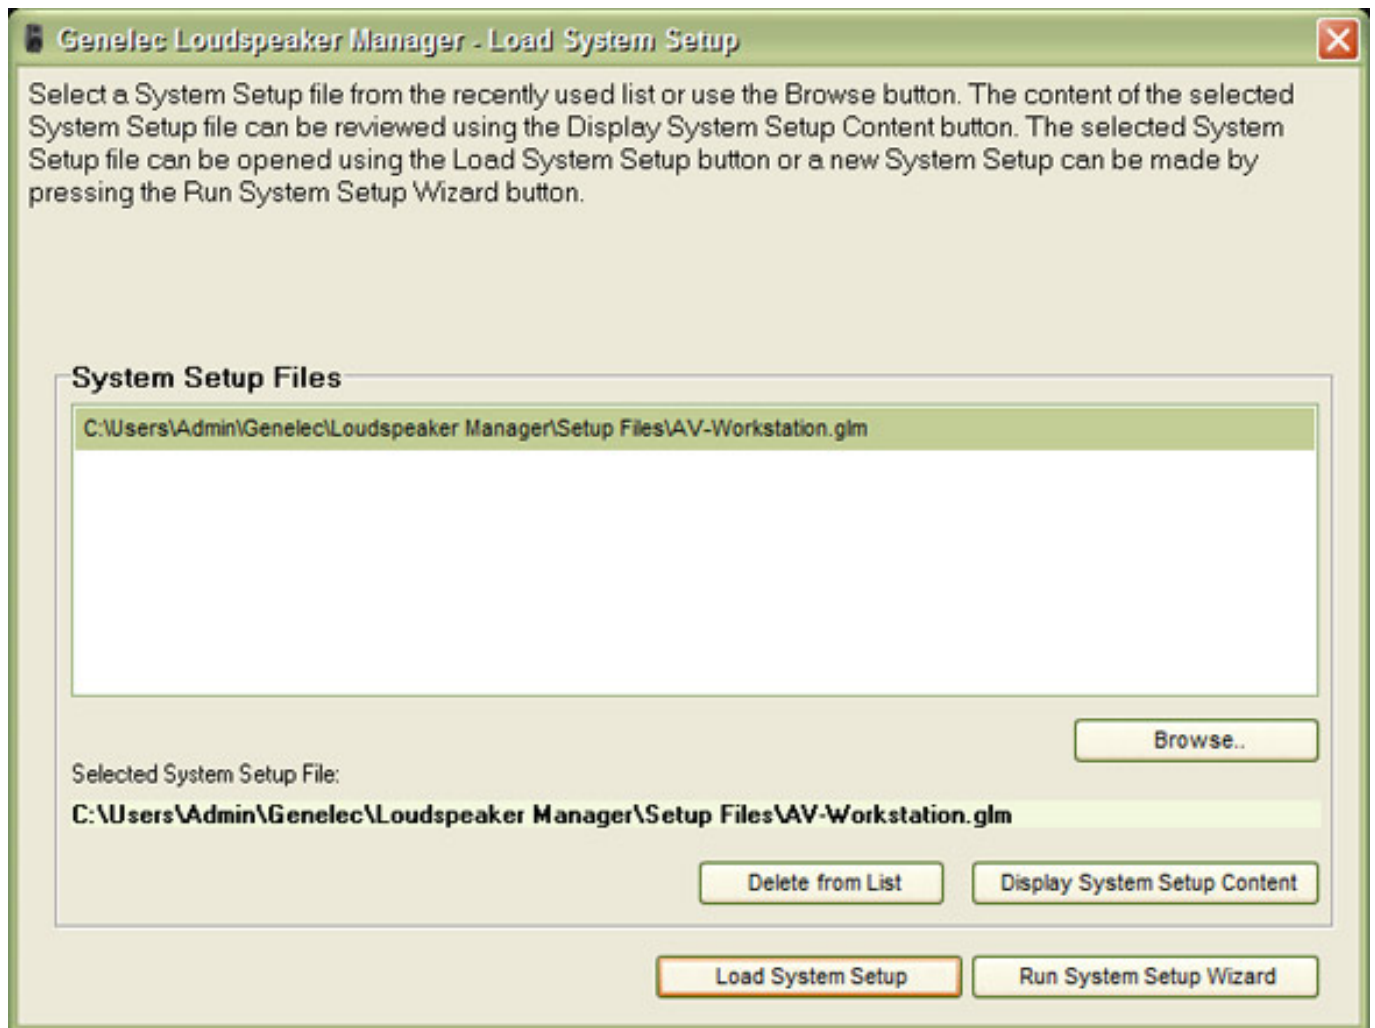 Genelec Loudspeaker Manager - Load System Setup
Select a System Setup file from the recently used list or use the Browse button. The content of the selected
System Setup file can be reviewed using the Display System Setup Content button. The selected System
Setup file can be opened using the Load System Setup button or a new System Setup can be made by
pressing the Run System Setup Wizard button.
System Setup Files
C:\Users\Admin\Genelec\Loudspeaker Manager\Setup Files\AV-Workstation.glm
Browse..
Selected System Setup File:
C:\Users\Admin\Genelec\Loudspeaker Manager\Setup Files\AV-Workstation.glm
Delete from List
Display System Setup Content
Load System Setup
Run System Setup Wizard